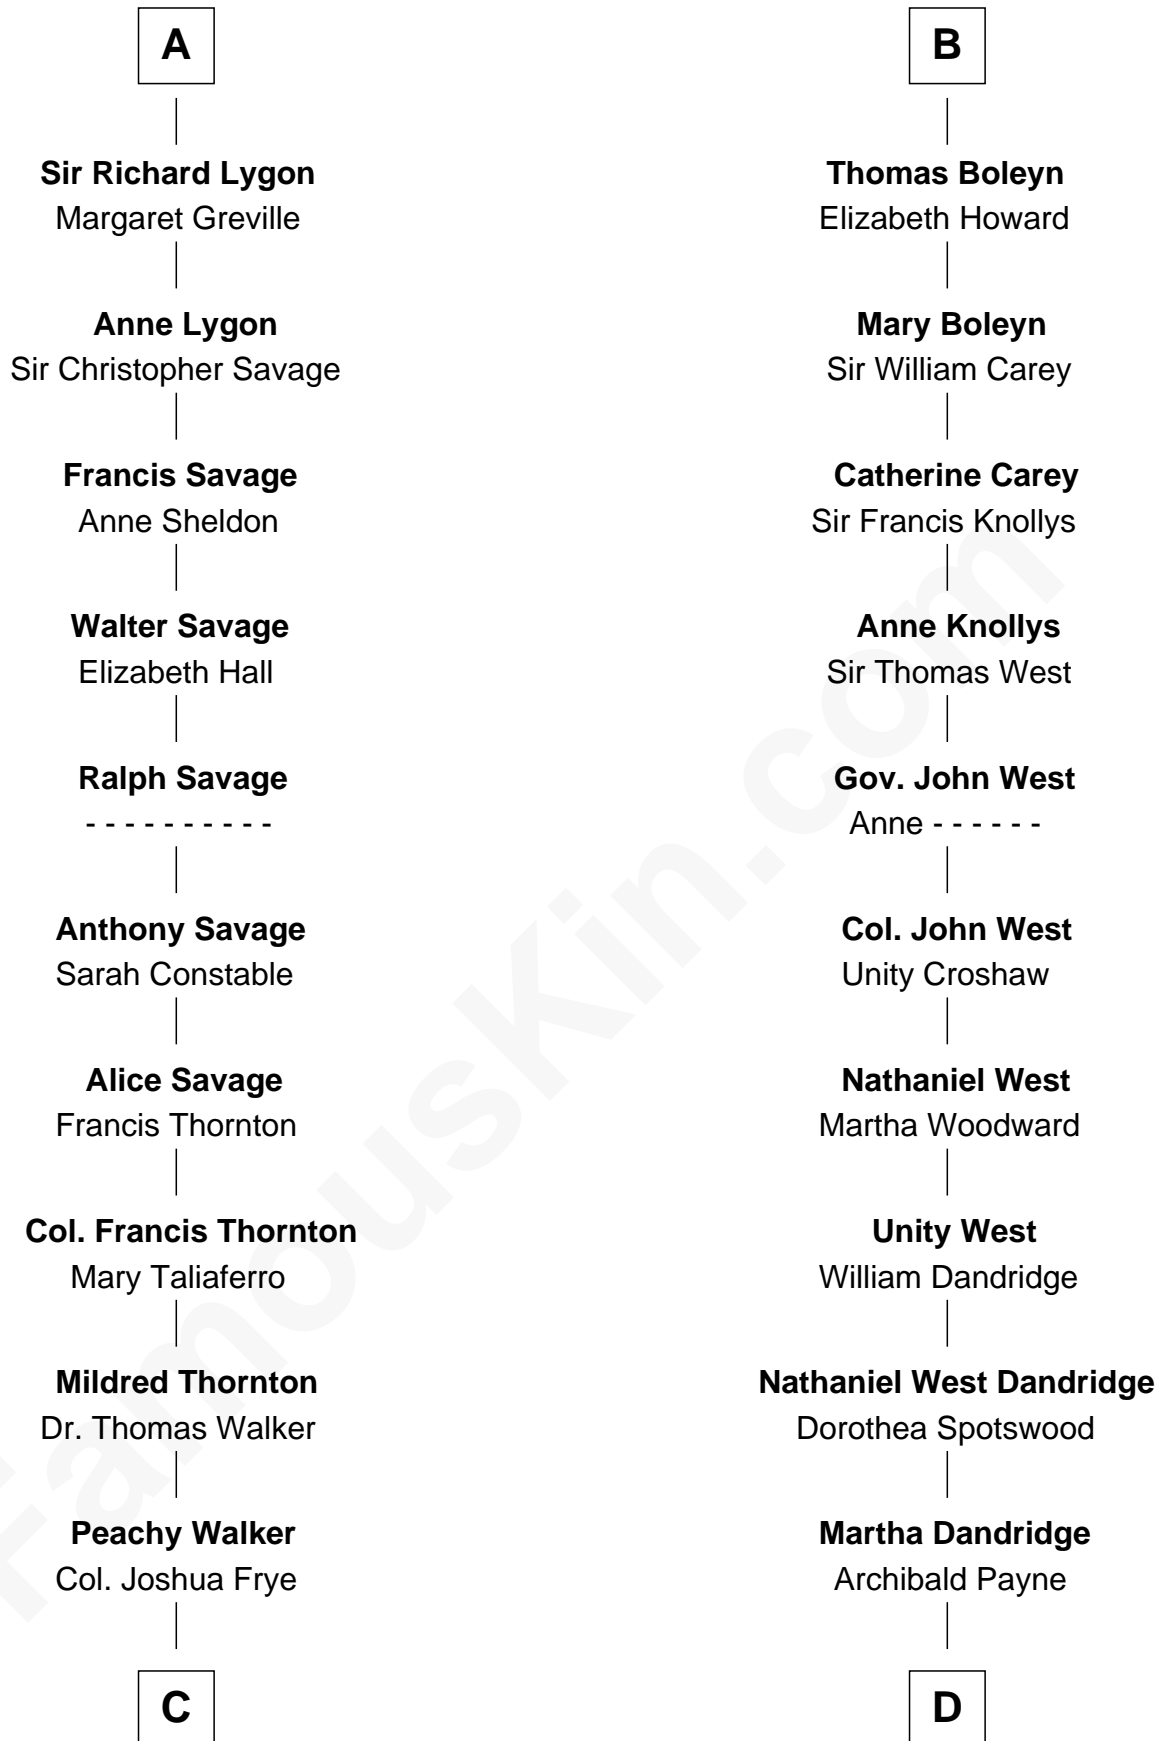 A
Sir Richard Lygon
Margaret Greville
Anne Lygon
Sir Christopher Savage
Francis Savage
Anne Sheldon
Walter Savage
Elizabeth Hall
Ralph Savage
- - - - - - - - - -
Anthony Savage
Sarah Constable
Alice Savage
Francis Thornton
Col. Francis Thornton
Mary Taliaferro
Mildred Thornton
Dr. Thomas Walker
Peachy Walker
Col. Joshua Frye
C
B
Thomas Boleyn
Elizabeth Howard
Mary Boleyn
Sir William Carey
Catherine Carey
Sir Francis Knollys
Anne Knollys
Sir Thomas West
Gov. John West
Anne - - - - - -
Col. John West
Unity Croshaw
Nathaniel West
Martha Woodward
Unity West
William Dandridge
Nathaniel West Dandridge
Dorothea Spotswood
Martha Dandridge
Archibald Payne
D
FamousKin.com